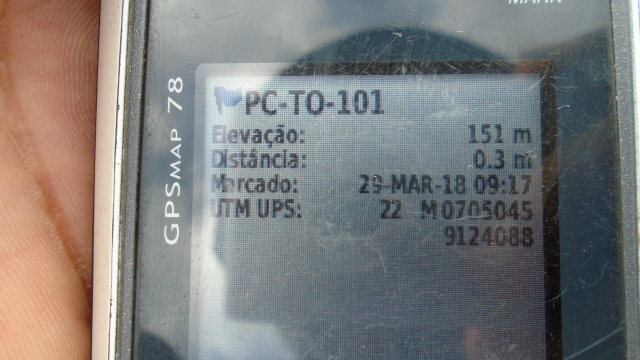 GPSMAP 78
PC-TO-101
Elevação: 151 m
Distância: 0.3 m
Mercado: 29-MAR-18 09:17
UTM UPS: 22 M 0705045
9124088